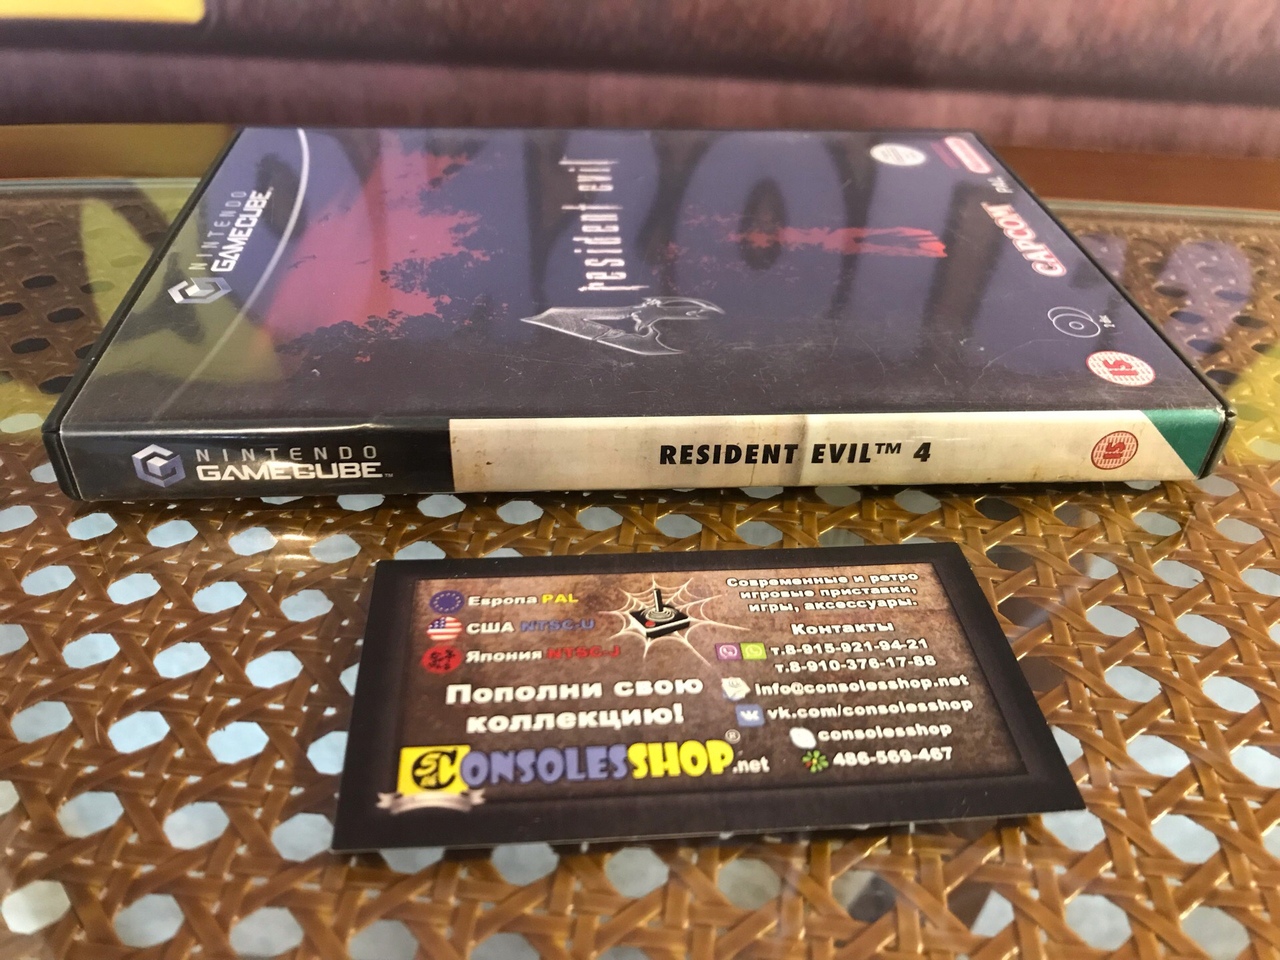 NINTENDO
GAMECUBE
resident evil
4
PAL
CAPCOM
15
NINTENDO
GAMECUBE™
RESIDENT EVIL™ 4
15
Европа PAL
США NTSC-U
Япония NTSC-J
Пополни свою
коллекцию!
CONSOLESSHOP.net
®
Современные и ретро
игровые приставки,
игры, аксессуары.
Контакты
т.8-915-921-94-21
т.8-910-376-17-88
info@consolesshop.net
vk.com/consolesshop
consolesshop
486-569-467